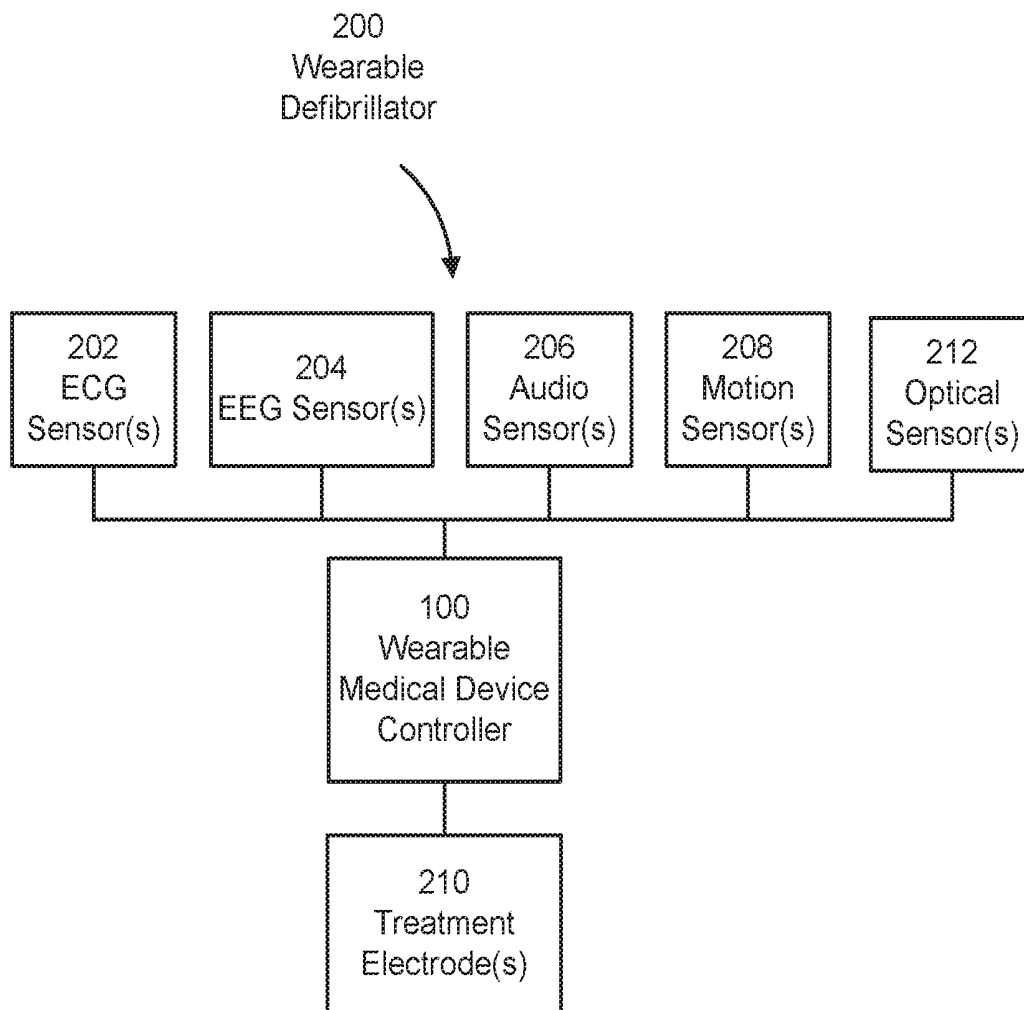 200
Wearable
Defibrillator
202
ECG
Sensor(s)
204
EEG Sensor(s)
206
Audio
Sensor(s)
208
Motion
Sensor(s)
212
Optical
Sensor(s)
100
Wearable
Medical Device
Controller
210
Treatment
Electrode(s)